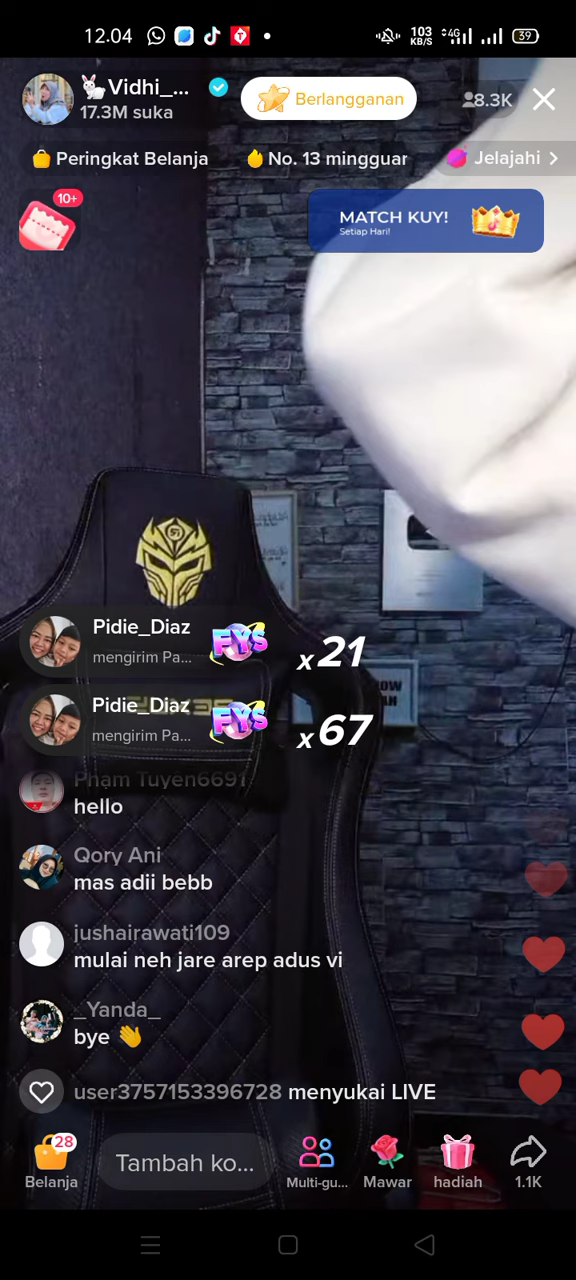 12.04
103
KB/S
4G
39
Vidhi_...
17.3M suka
Berlangganan
8.3K
Peringkat Belanja
No. 13 mingguar
Jelajahi
10+
MATCH KUY!
Setiap Hari!
Pidie_Diaz
mengirim Pa...
FYS
x21
Pidie_Diaz
mengirim Pa...
FYS
x67
Phạm Tuyên6691
hello
Qory Ani
mas adii bebb
jushairawati109
mulai neh jare arep adus vi
_Yanda_
bye 👋
user3757153396728 menyukai LIVE
28
Belanja
Tambah ko...
Multi-gu...
Mawar
hadiah
1.1K